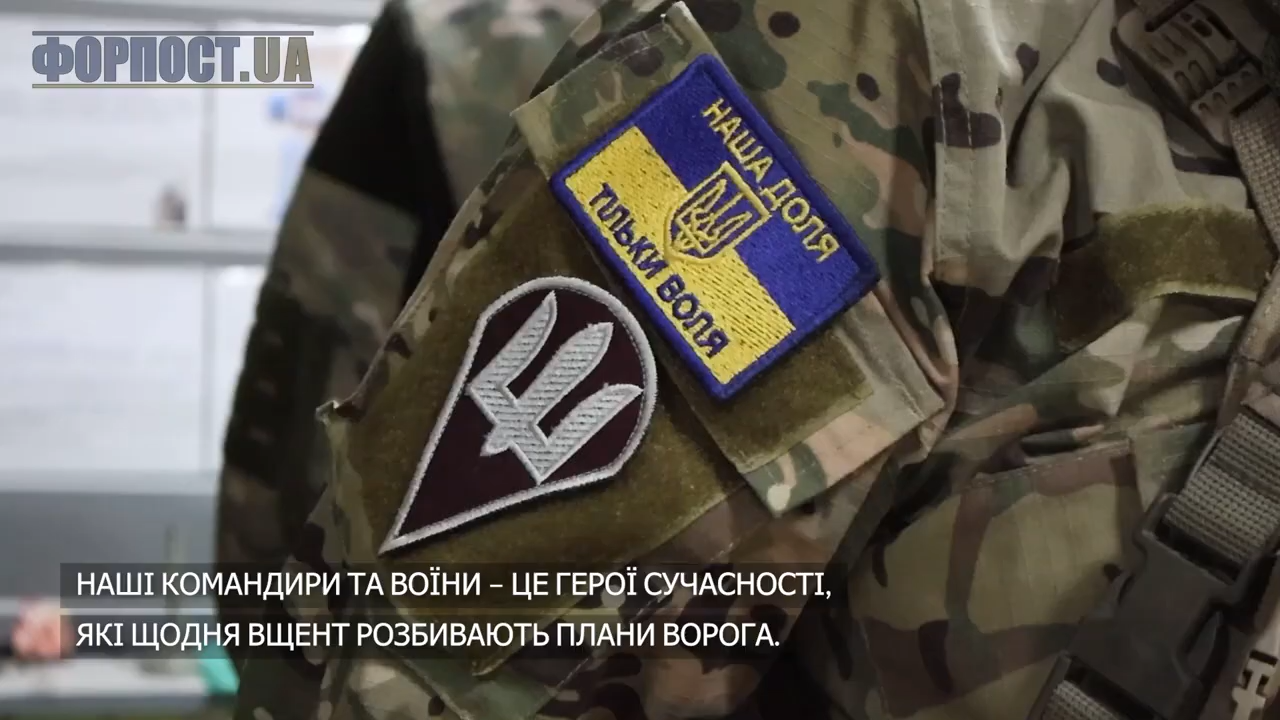 ФОРПОСТ.UA
НАША ДОЛЯ
ТІЛЬКИ ВОЛЯ
НАШІ КОМАНДИРИ ТА ВОЇНИ – ЦЕ ГЕРОЇ СУЧАСНОСТІ,
ЯКІ ЩОДНЯ ВЩЕНТ РОЗБИВАЮТЬ ПЛАНИ ВОРОГА.